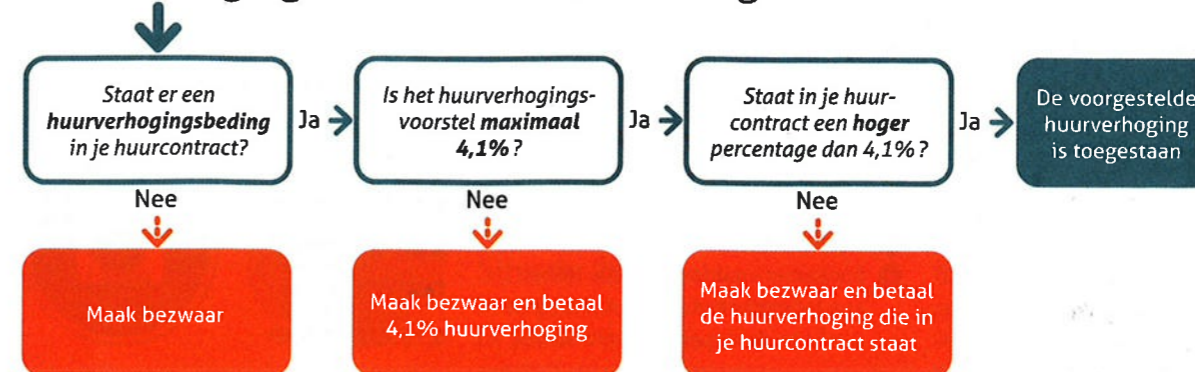 Staat er een
huurverhogingsbeding
in je huurcontract?
Ja
Is het huurverhogings-
voorstel maximaal
4,1%?
Ja
Staat in je huur-
contract een hoger
percentage dan 4,1%?
Ja
De voorgestelde
huurverhoging
is toegestaan
Nee
Nee
Nee
Maak bezwaar
Maak bezwaar en betaal
4,1% huurverhoging
Maak bezwaar en betaal
de huurverhoging die in
je huurcontract staat